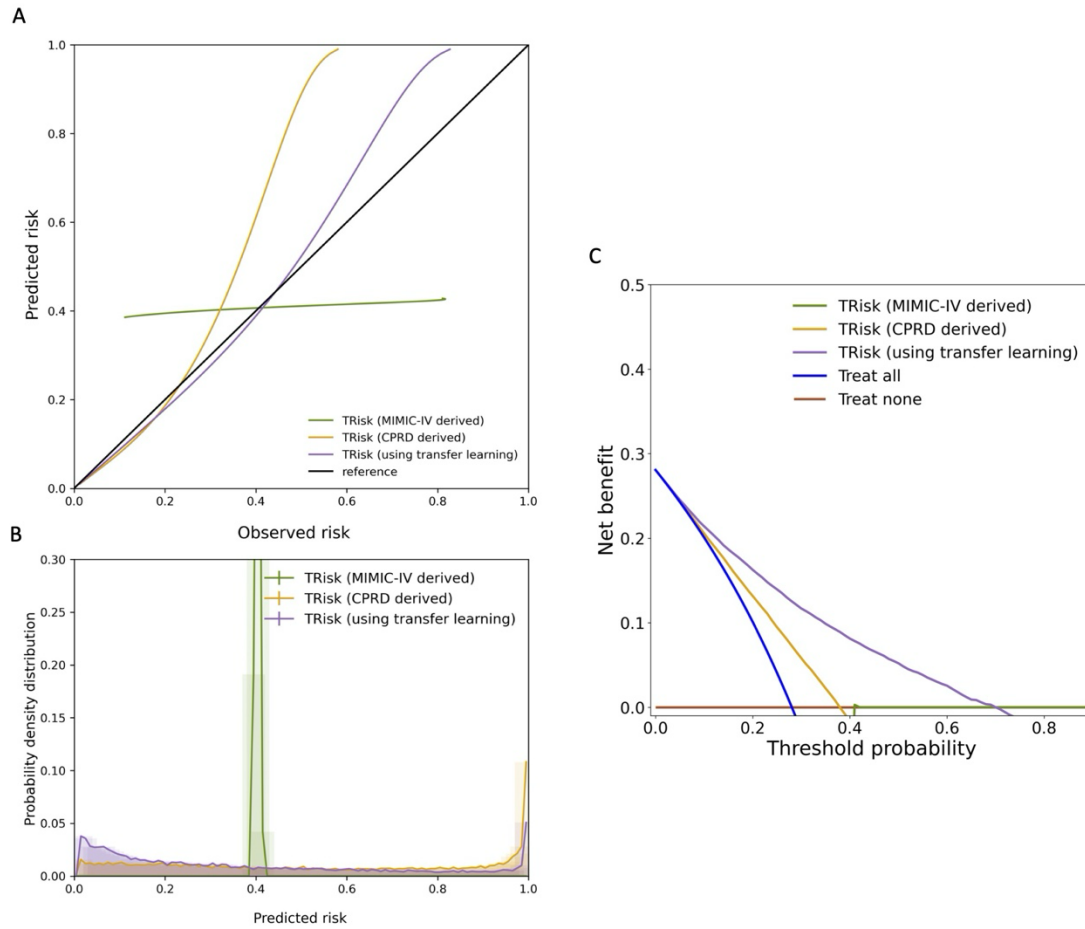 A
1.0
0.8
0.6
0.4
0.2
0.0
Predicted risk
TRisk (MIMIC-IV derived)
TRisk (CPRD derived)
TRisk (using transfer learning)
reference
0.0 0.2 0.4 0.6 0.8 1.0
Observed risk
B
0.30
0.25
0.20
0.15
0.10
0.05
0.00
Probability density distribution
TRisk (MIMIC-IV derived)
TRisk (CPRD derived)
TRisk (using transfer learning)
0.0 0.2 0.4 0.6 0.8 1.0
Predicted risk
C
0.5
0.4
0.3
0.2
0.1
0.0
Net benefit
TRisk (MIMIC-IV derived)
TRisk (CPRD derived)
TRisk (using transfer learning)
Treat all
Treat none
0.0 0.2 0.4 0.6 0.8
Threshold probability